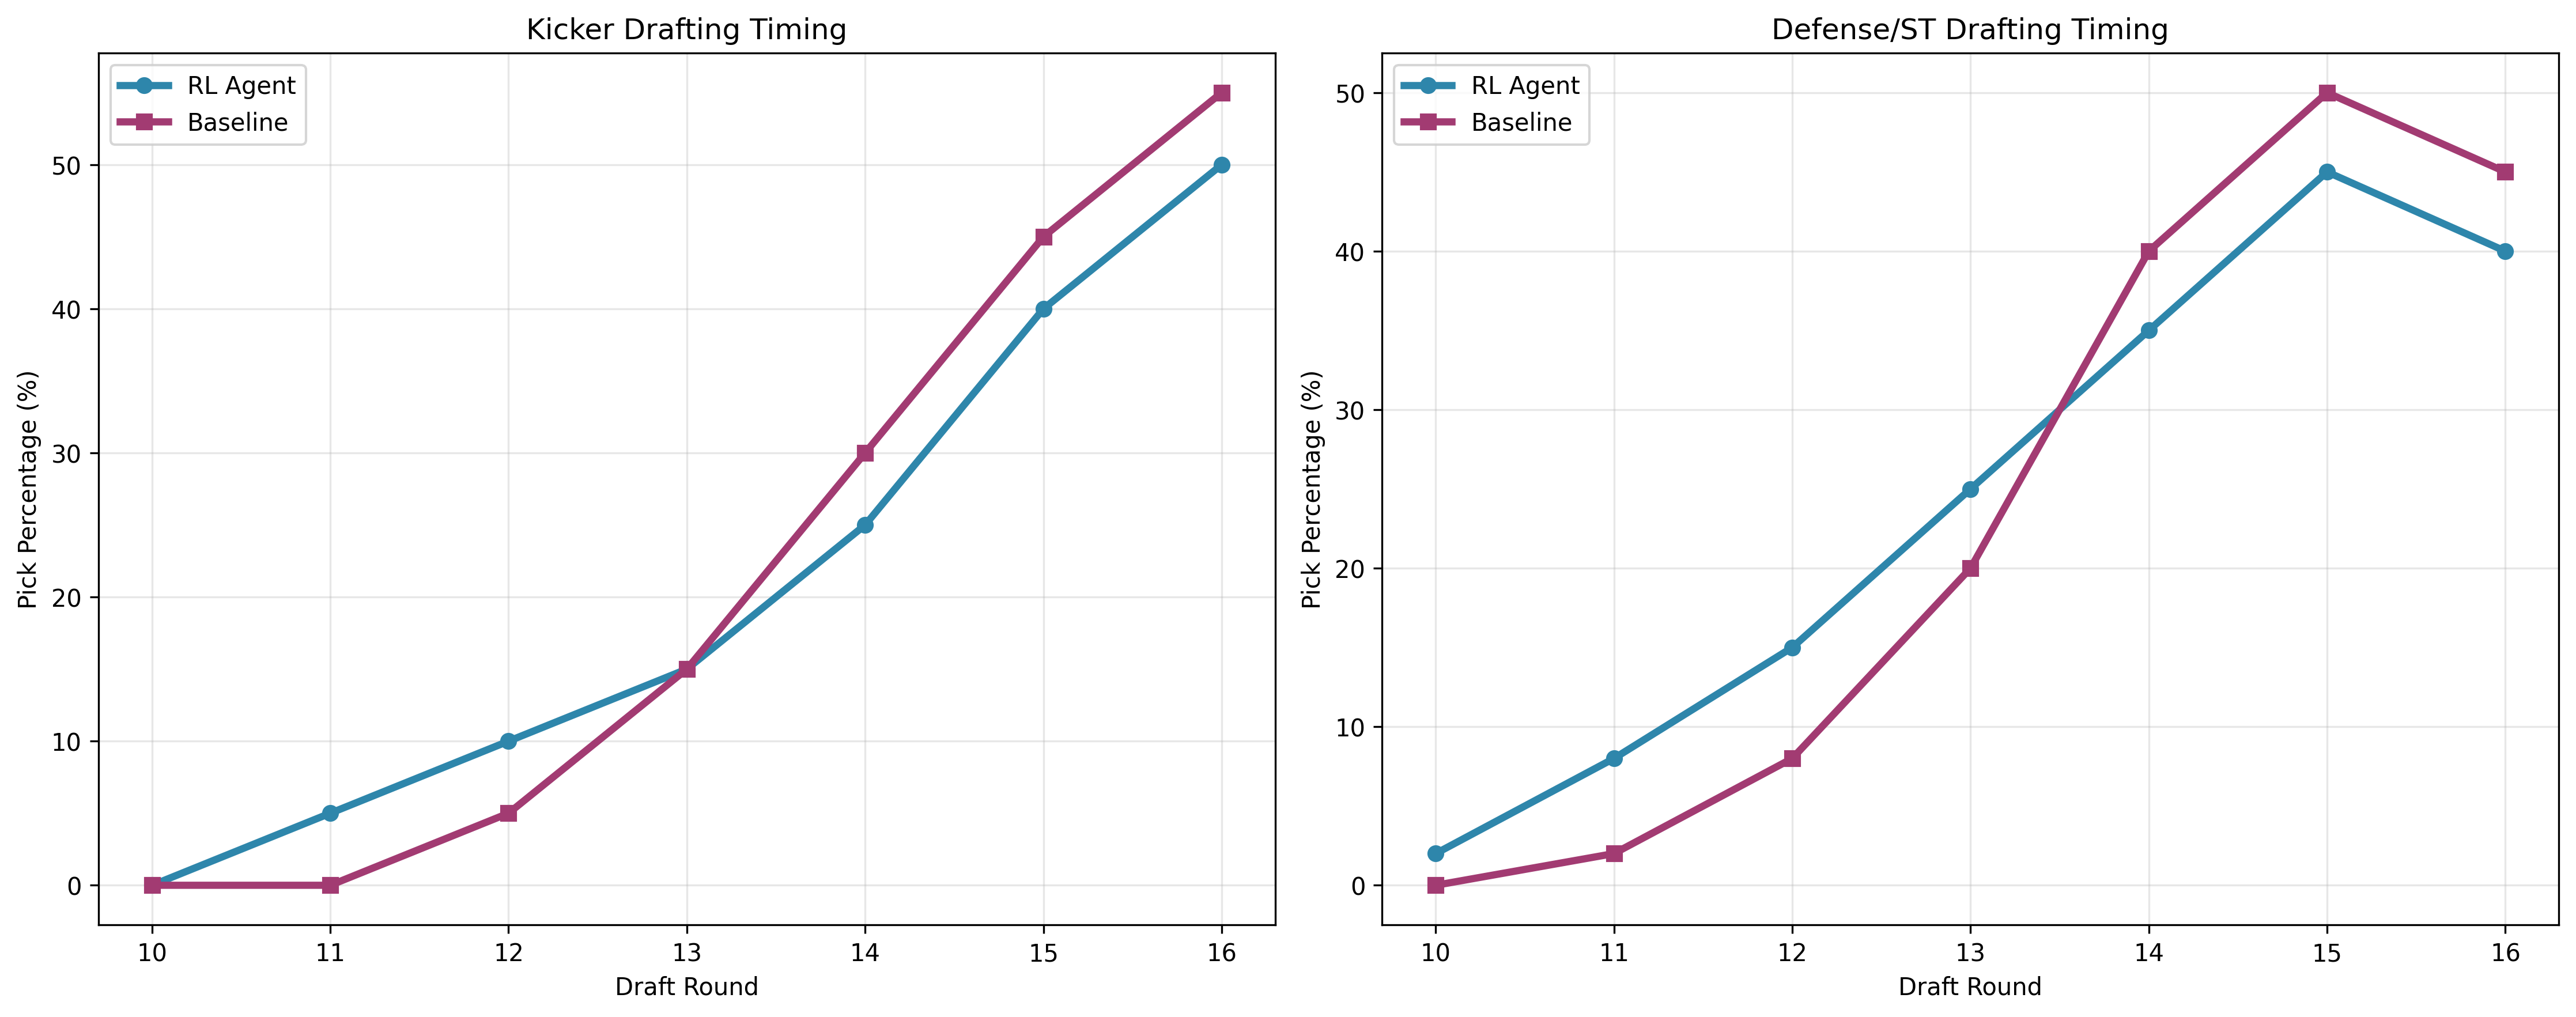 Kicker Drafting Timing
RL Agent
Baseline
Pick Percentage (%)
50
40
30
20
10
0
10 11 12 13 14 15 16
Draft Round
Defense/ST Drafting Timing
RL Agent
Baseline
Pick Percentage (%)
50
40
30
20
10
0
10 11 12 13 14 15 16
Draft Round